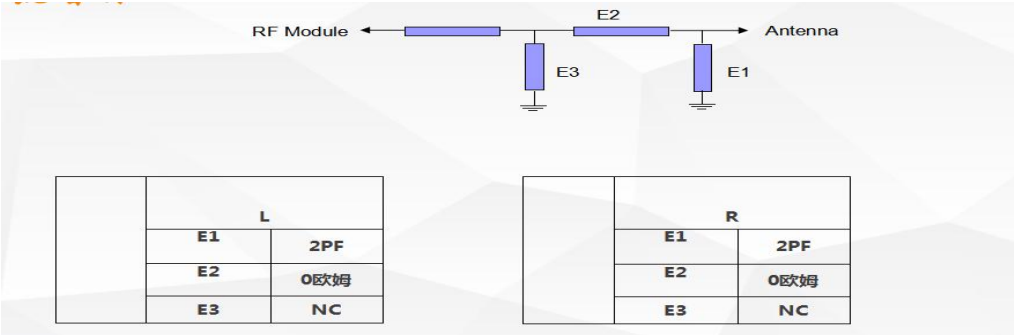 E2
RF Module
Antenna
E3
E1
L
E1 2PF
E2 0欧姆
E3 NC
R
E1 2PF
E2 0欧姆
E3 NC